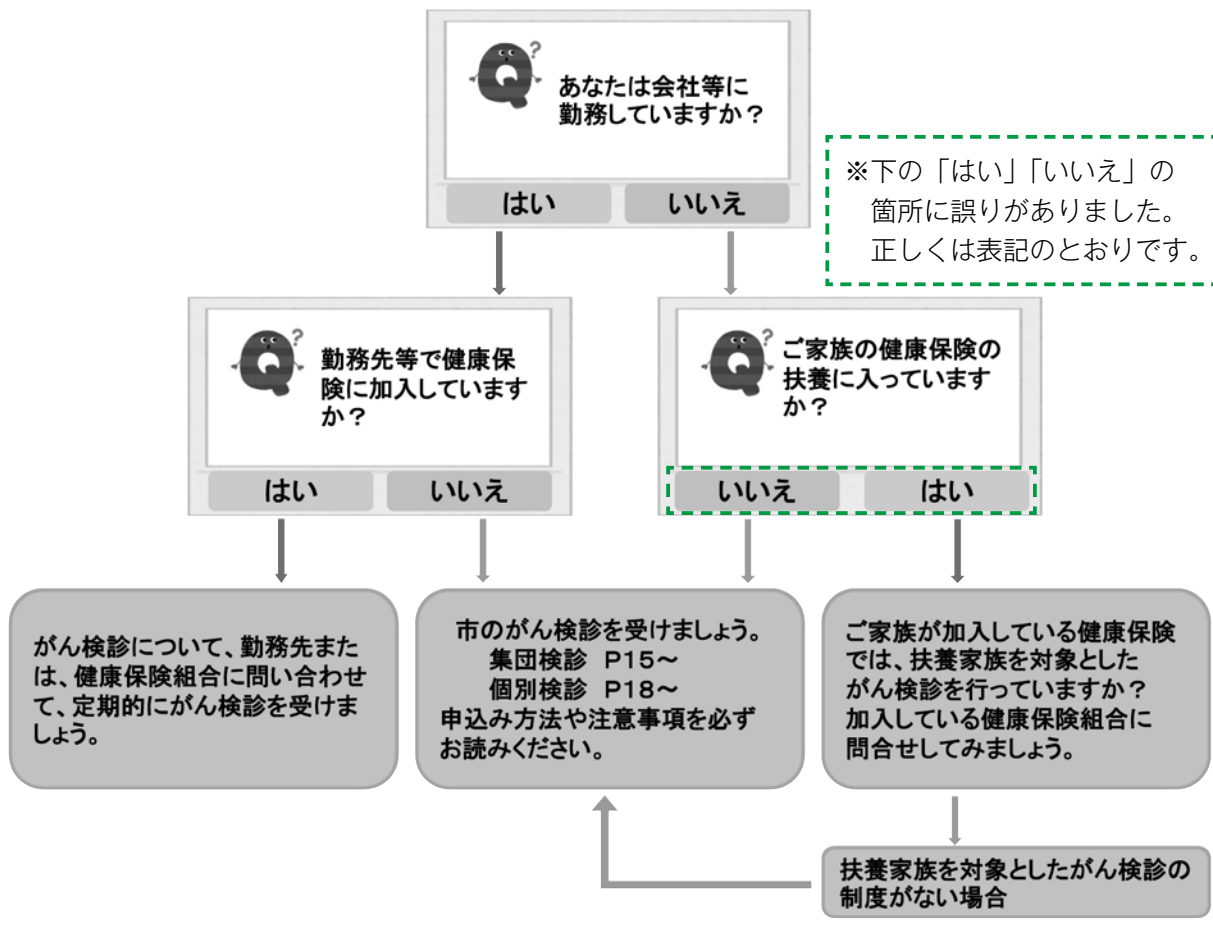 Q?
あなたは会社等に
勤務していますか？
はい
いいえ
※下の「はい」「いいえ」の
箇所に誤りがありました。
正しくは表記のとおりです。
Q?
勤務先等で健康保
険に加入しています
か？
はい
いいえ
Q?
ご家族の健康保険の
扶養に入っています
か？
いいえ
はい
がん検診について、勤務先また
は、健康保険組合に問い合わせ
て、定期的にがん検診を受けま
しょう。
市のがん検診を受けましょう。
集団検診 P15～
個別検診 P18～
申込み方法や注意事項を必ず
お読みください。
ご家族が加入している健康保険
では、扶養家族を対象とした
がん検診を行っていますか？
加入している健康保険組合に
問合せしてみましょう。
扶養家族を対象としたがん検診の
制度がない場合